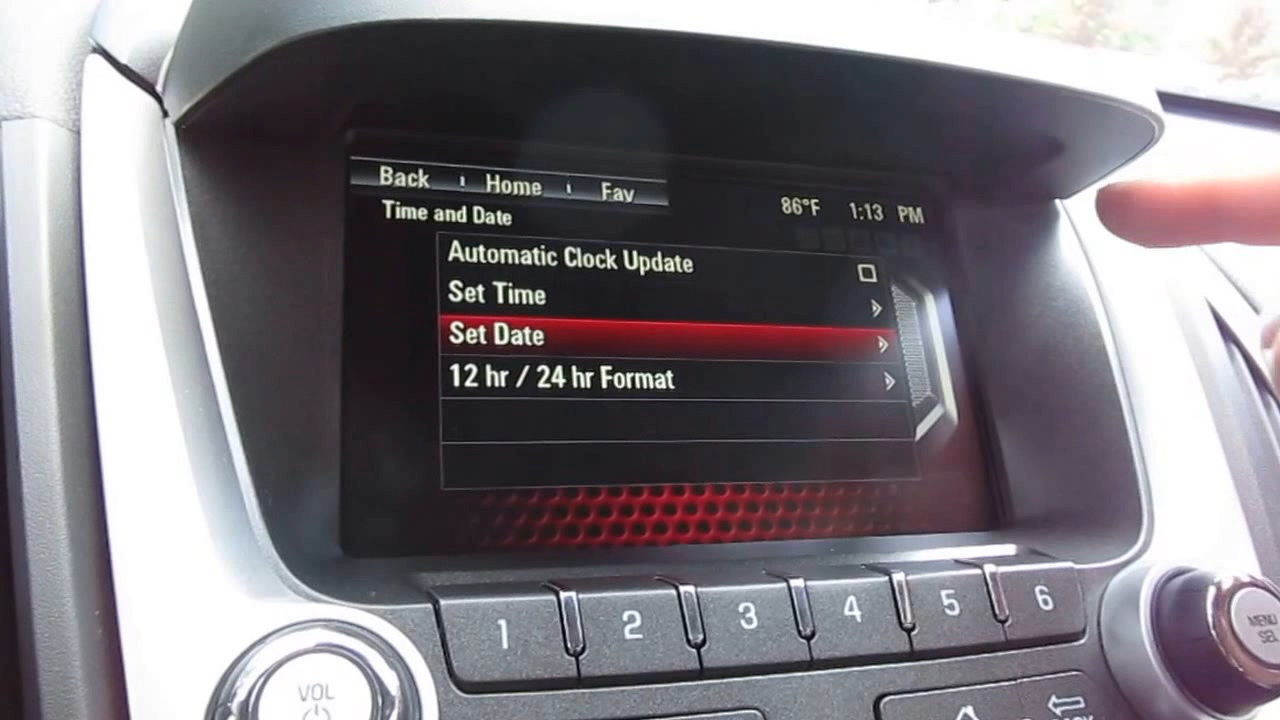 Back Home Fav
Time and Date
86°F 1:13 PM
Automatic Clock Update
Set Time
Set Date
12 hr / 24 hr Format
1 2 3 4 5 6
VOL
MENU
SEL